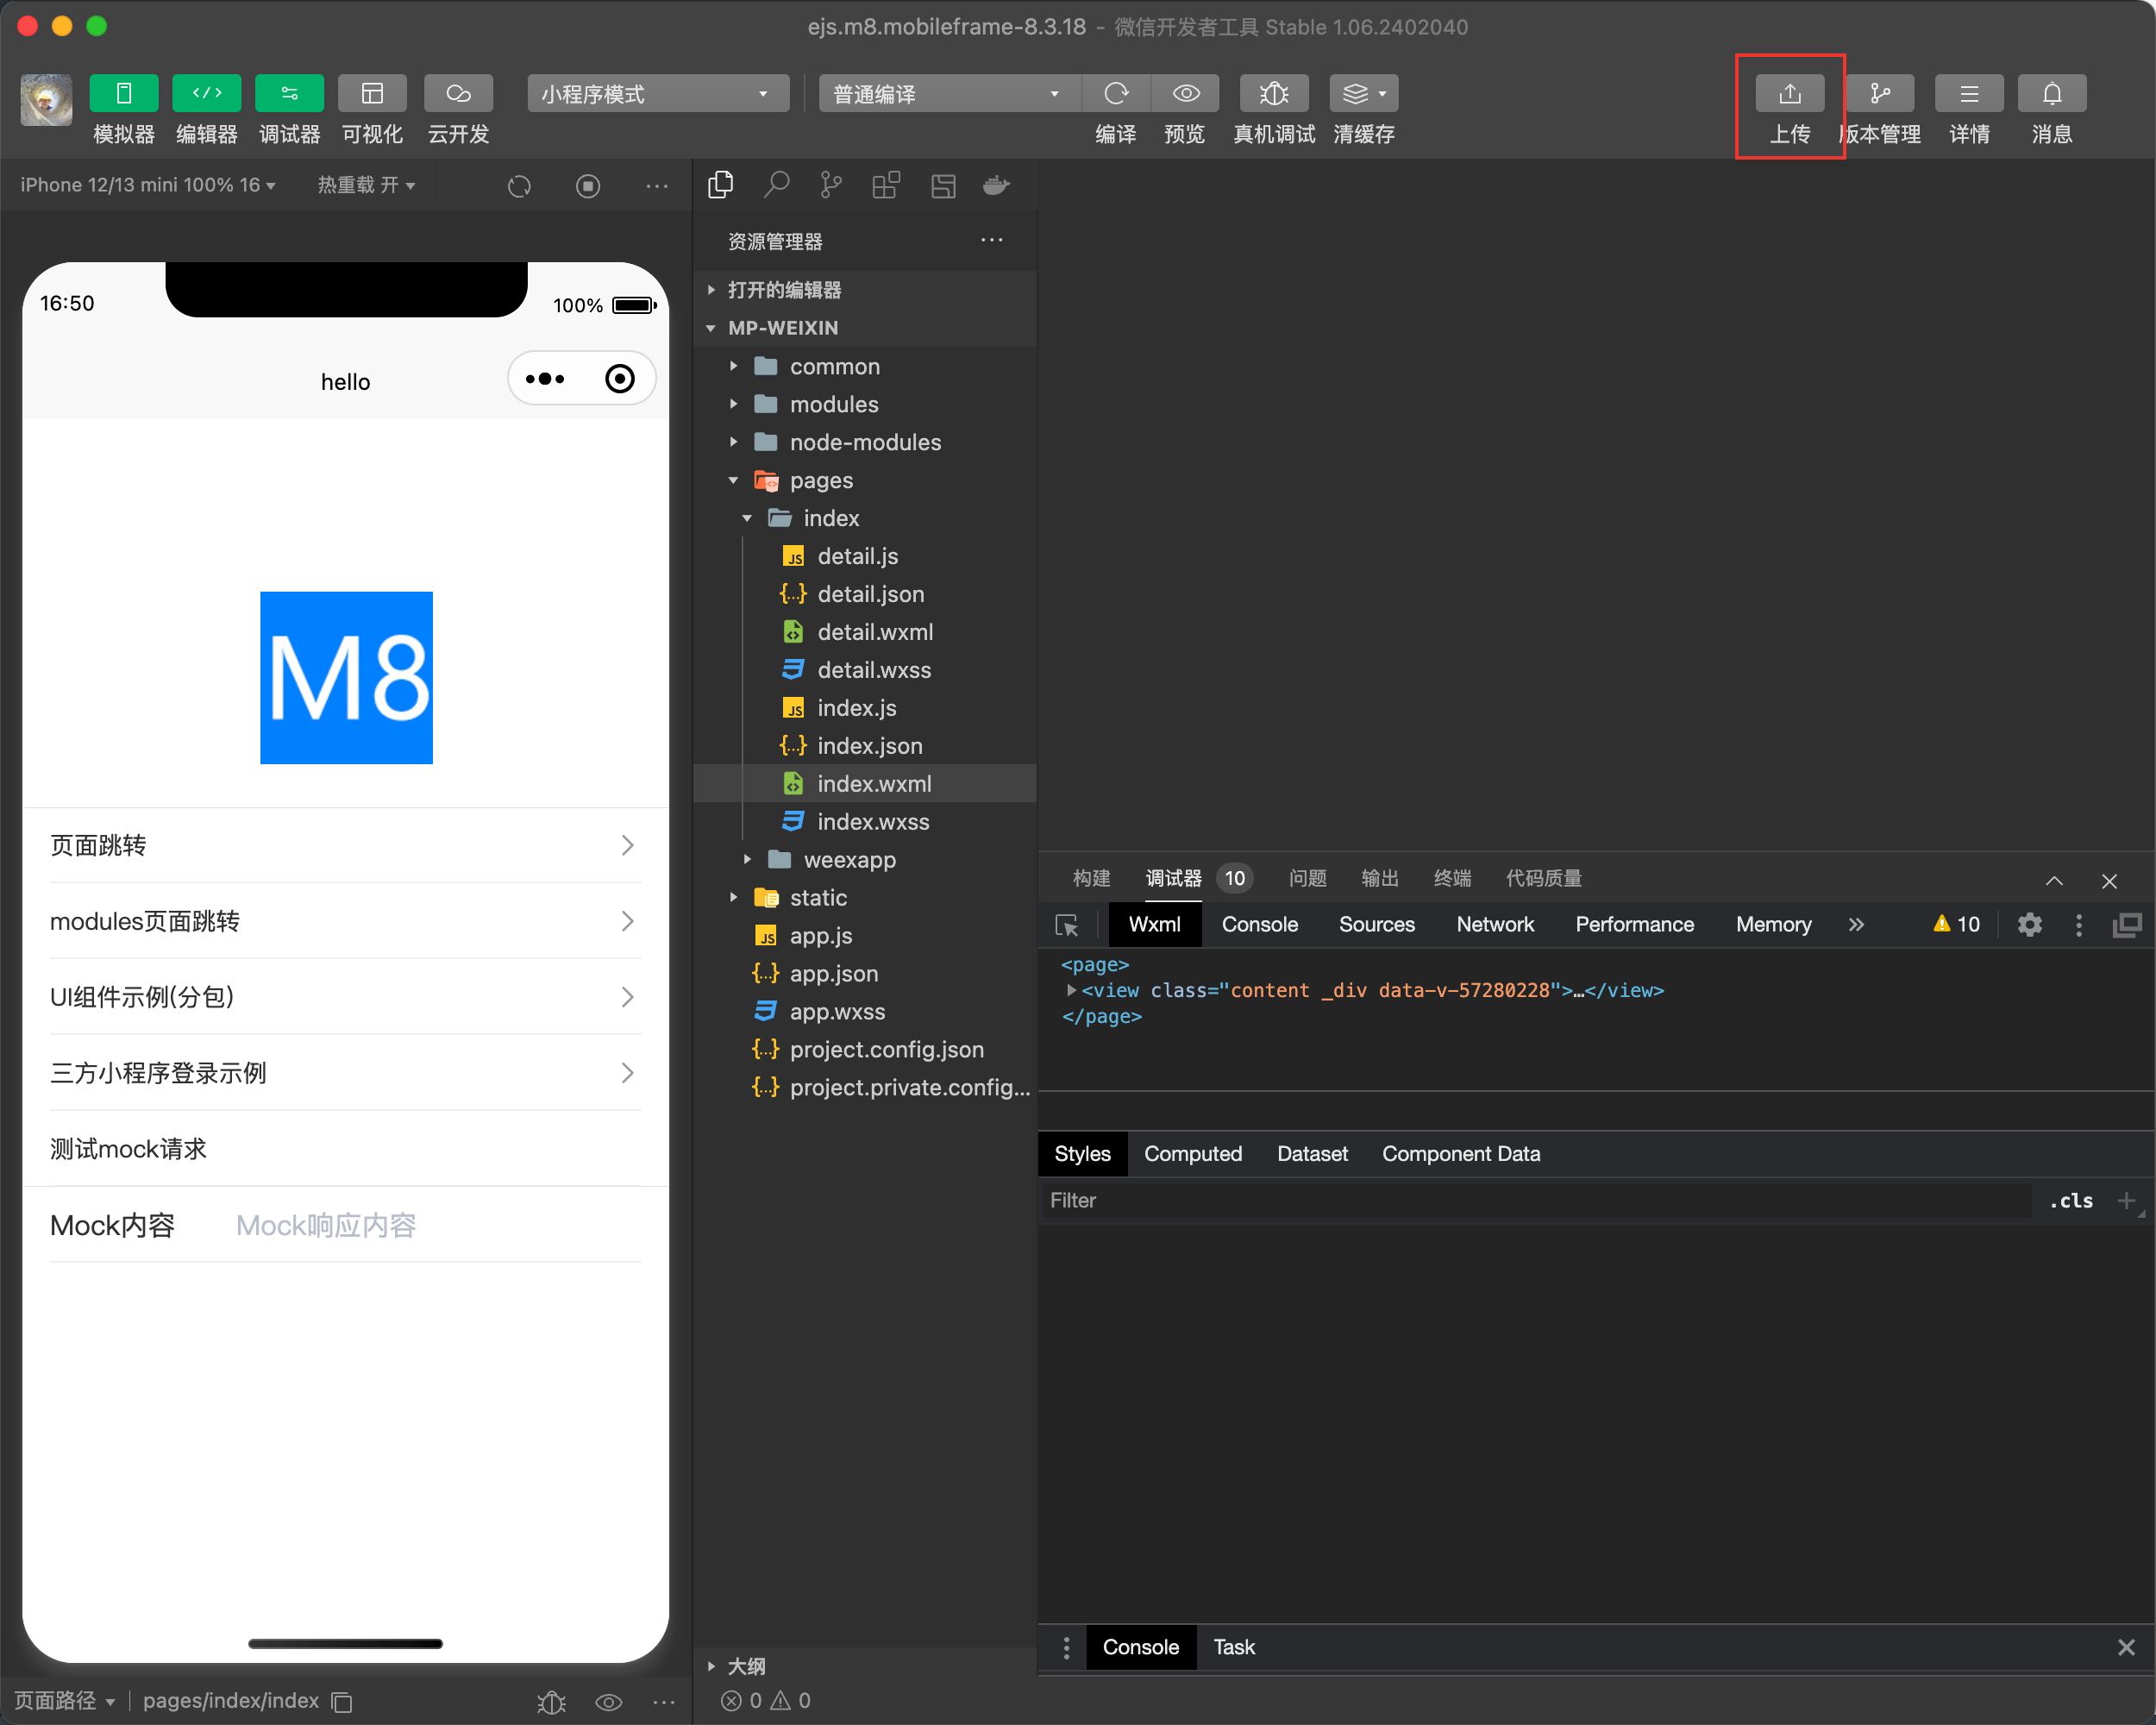 ejs.m8.mobileframe-8.3.18 - 微信开发者工具 Stable 1.06.2402040
小程序模式
普通编译
模拟器
编辑器
调试器
可视化
云开发
编译
预览
真机调试
清缓存
上传
版本管理
详情
消息
iPhone 12/13 mini 100% 16
热重载 开
16:50
100%
hello
M8
页面跳转
modules页面跳转
UI组件示例(分包)
三方小程序登录示例
测试mock请求
Mock内容 Mock响应内容
页面路径
pages/index/index
资源管理器
打开的编辑器
MP-WEIXIN
common
modules
node-modules
pages
index
detail.js
detail.json
detail.wxml
detail.wxss
index.js
index.json
index.wxml
index.wxss
weexapp
static
app.js
app.json
app.wxss
project.config.json
project.private.config...
大纲
0 0
构建 调试器 10 问题 输出 终端 代码质量
Wxml Console Sources Network Performance Memory 10
<page>
<view class="content _div data-v-57280228">…</view>
</page>
Styles Computed Dataset Component Data
Filter
.cls
Console Task